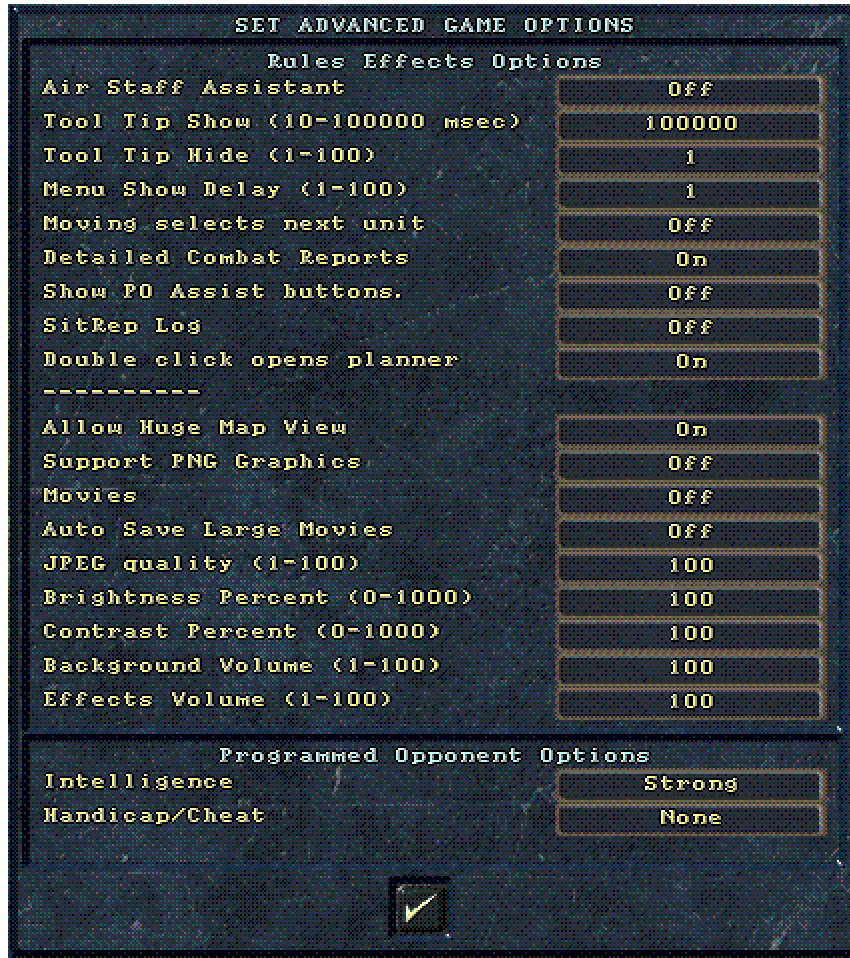 SET ADVANCED GAME OPTIONS
Rules Effects Options
Air Staff Assistant Off
Tool Tip Show (10-100000 msec) 100000
Tool Tip Hide (1-100) 1
Menu Show Delay (1-100) 1
Moving selects next unit Off
Detailed Combat Reports On
Show PO Assist buttons. Off
SitRep Log Off
Double click opens planner On
----------
Allow Huge Map View On
Support PNG Graphics Off
Movies Off
Auto Save Large Movies Off
JPEG quality (1-100) 100
Brightness Percent (0-1000) 100
Contrast Percent (0-1000) 100
Background Volume (1-100) 100
Effects Volume (1-100) 100
Programmed Opponent Options
Intelligence Strong
Handicap/Cheat None